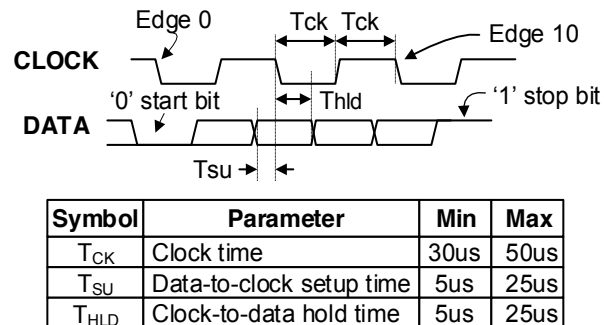 Edge 0
Tck Tck
Edge 10
CLOCK
‘0’ start bit
Thld
‘1’ stop bit
DATA
Tsu
Symbol Parameter Min Max
TCK Clock time 30us 50us
TSU Data-to-clock setup time 5us 25us
THLD Clock-to-data hold time 5us 25us